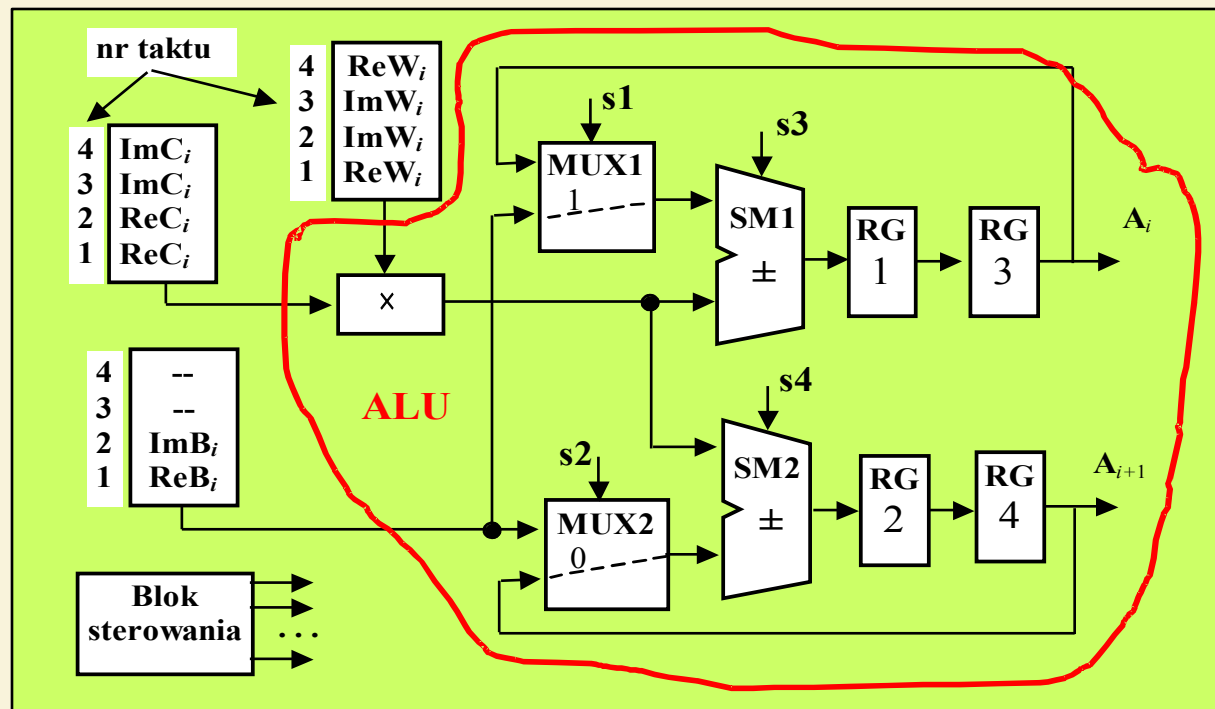 nr taktu
4 ReWᵢ
3 ImWᵢ
2 ImWᵢ
1 ReWᵢ
4 ImCᵢ
3 ImCᵢ
2 ReCᵢ
1 ReCᵢ
×
4 --
3 --
2 ImBᵢ
1 ReBᵢ
Blok
sterowania
...
ALU
s1
MUX1
1
s3
SM1
±
RG
1
RG
3
Aᵢ
s2
MUX2
0
s4
SM2
±
RG
2
RG
4
Aᵢ₊₁